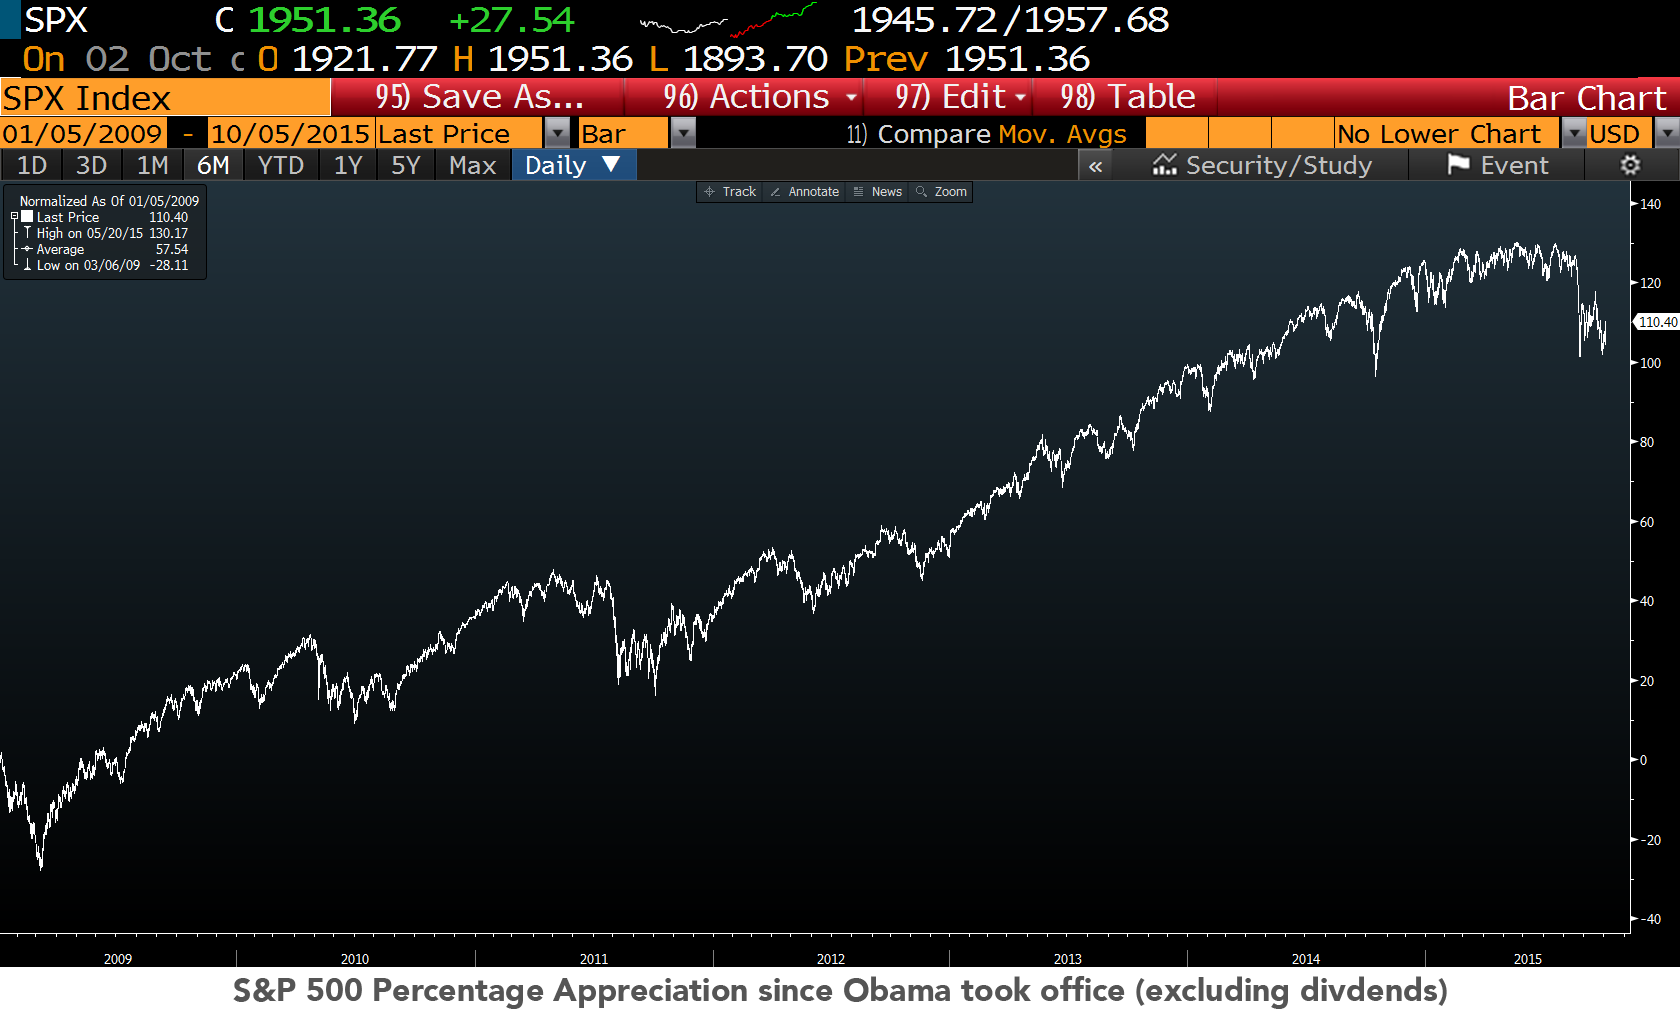 SPX C 1951.36 +27.54 1945.72/1957.68
On 02 Oct c O 1921.77 H 1951.36 L 1893.70 Prev 1951.36
SPX Index 95) Save As... 96) Actions 97) Edit 98) Table Bar Chart
01/05/2009 - 10/05/2015 Last Price Bar 11) Compare Mov. Avgs No Lower Chart USD
1D 3D 1M 6M YTD 1Y 5Y Max Daily ▼ « Security/Study Event
Track Annotate News Zoom
Normalized As Of 01/05/2009
Last Price 110.40
High on 05/20/15 130.17
Average 57.54
Low on 03/06/09 -28.11
140
120
110.40
100
80
60
40
20
0
-20
-40
2009 2010 2011 2012 2013 2014 2015
S&P 500 Percentage Appreciation since Obama took office (excluding divdends)